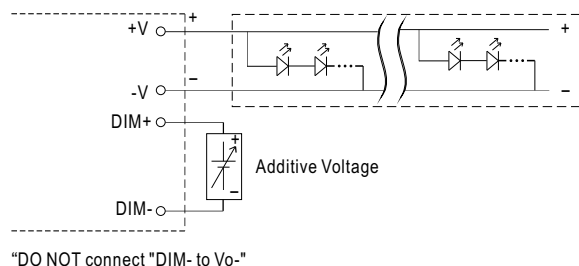 +V
+
+
-V
−
−
DIM+
+
Additive Voltage
−
DIM-
“DO NOT connect "DIM- to Vo-"